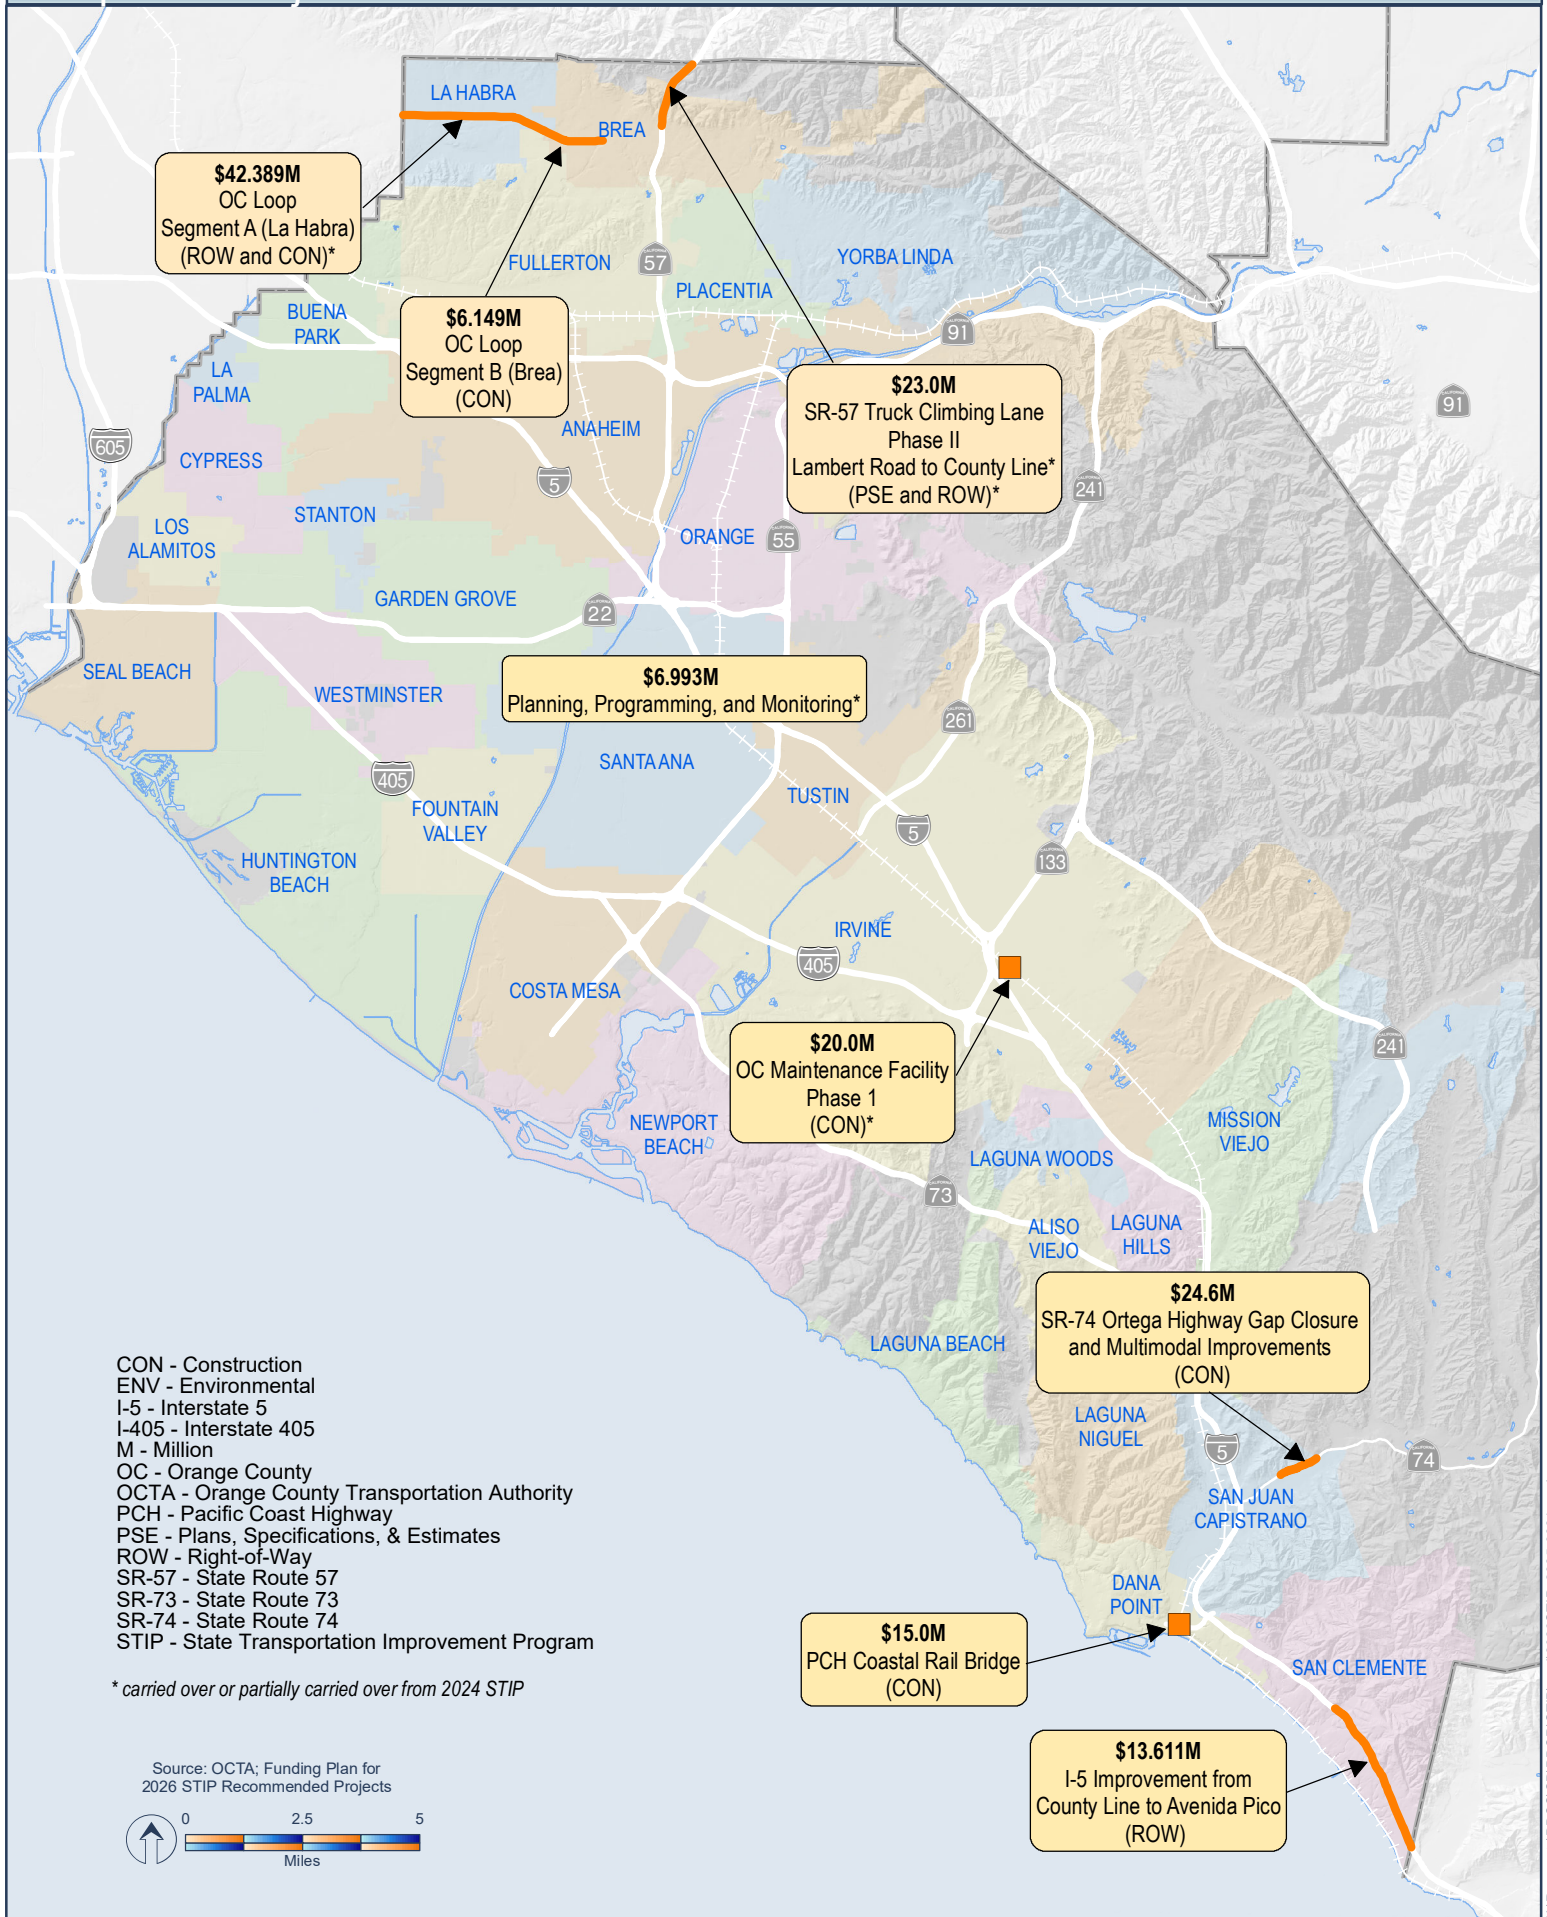 LA HABRA
BREA
$42.389M
OC Loop
Segment A (La Habra)
(ROW and CON)*
FULLERTON
57
YORBA LINDA
PLACENTIA
BUENA
PARK
$6.149M
OC Loop
Segment B (Brea)
(CON)
91
LA
PALMA
$23.0M
SR-57 Truck Climbing Lane
Phase II
Lambert Road to County Line*
(PSE and ROW)*
91
ANAHEIM
605
CYPRESS
5
241
STANTON
LOS
ALAMITOS
ORANGE
55
GARDEN GROVE
22
SEAL BEACH
$6.993M
Planning, Programming, and Monitoring*
WESTMINSTER
261
SANTA ANA
405
TUSTIN
FOUNTAIN
VALLEY
5
133
HUNTINGTON
BEACH
IRVINE
405
COSTA MESA
$20.0M
OC Maintenance Facility
Phase 1
(CON)*
241
NEWPORT
BEACH
MISSION
VIEJO
LAGUNA WOODS
73
ALISO
VIEJO
LAGUNA
HILLS
$24.6M
SR-74 Ortega Highway Gap Closure
and Multimodal Improvements
(CON)
LAGUNA BEACH
LAGUNA
NIGUEL
5
74
SAN JUAN
CAPISTRANO
DANA
POINT
$15.0M
PCH Coastal Rail Bridge
(CON)
SAN CLEMENTE
$13.611M
I-5 Improvement from
County Line to Avenida Pico
(ROW)
CON - Construction
ENV - Environmental
I-5 - Interstate 5
I-405 - Interstate 405
M - Million
OC - Orange County
OCTA - Orange County Transportation Authority
PCH - Pacific Coast Highway
PSE - Plans, Specifications, & Estimates
ROW - Right-of-Way
SR-57 - State Route 57
SR-73 - State Route 73
SR-74 - State Route 74
STIP - State Transportation Improvement Program
* carried over or partially carried over from 2024 STIP
Source: OCTA; Funding Plan for
2026 STIP Recommended Projects
0 2.5 5
Miles